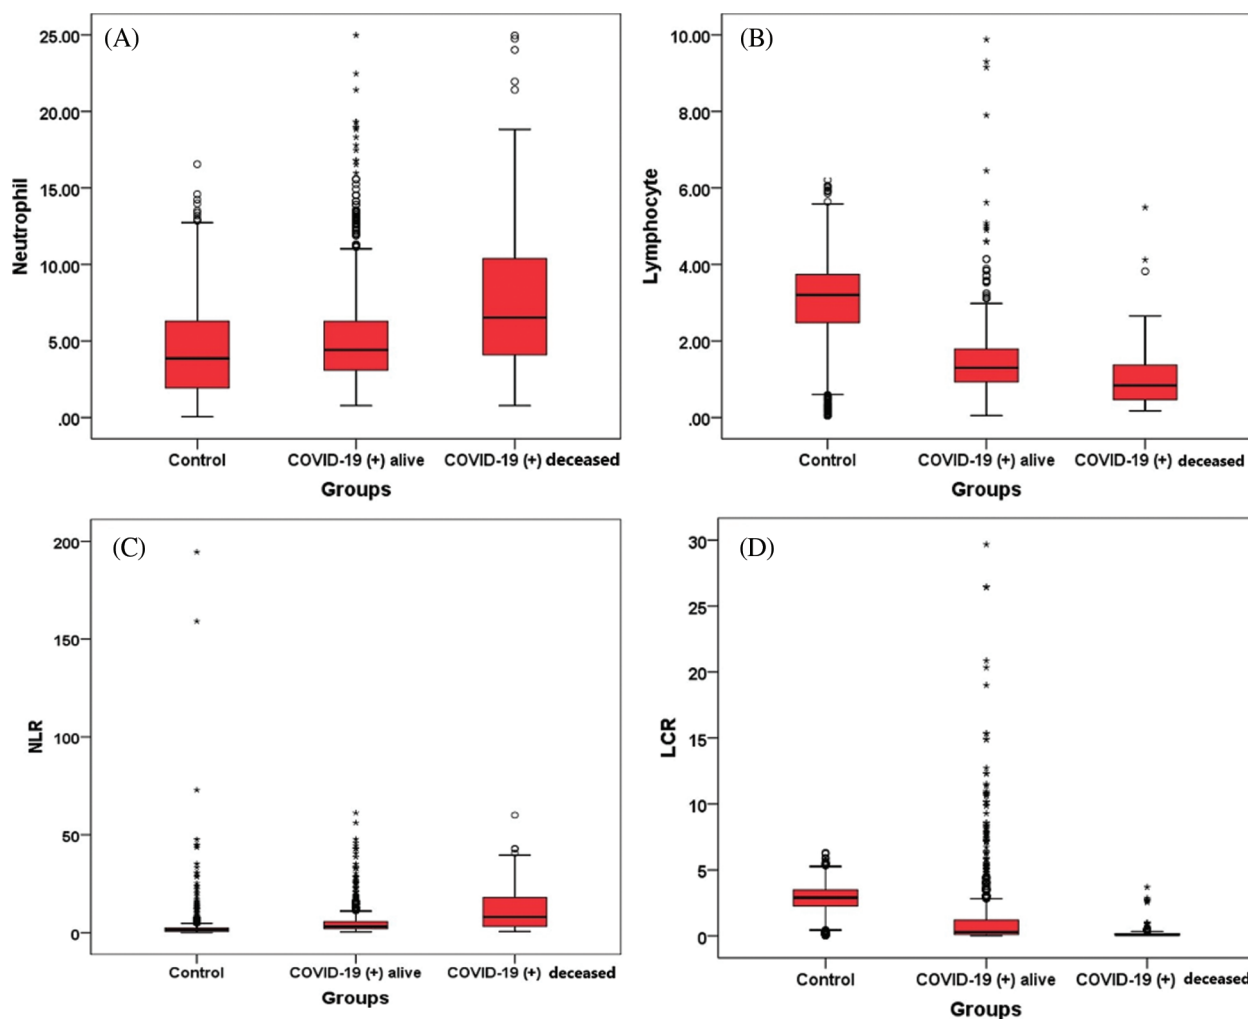 (A)
25.00
20.00
15.00
10.00
5.00
.00
Neutrophil
Control
COVID-19 (+) alive
COVID-19 (+) deceased
Groups
(B)
10.00
8.00
6.00
4.00
2.00
.00
Lymphocyte
Control
COVID-19 (+) alive
COVID-19 (+) deceased
Groups
(C)
200
150
100
50
0
NLR
Control
COVID-19 (+) alive
COVID-19 (+) deceased
Groups
(D)
30
25
20
15
10
5
0
LCR
Control
COVID-19 (+) alive
COVID-19 (+) deceased
Groups